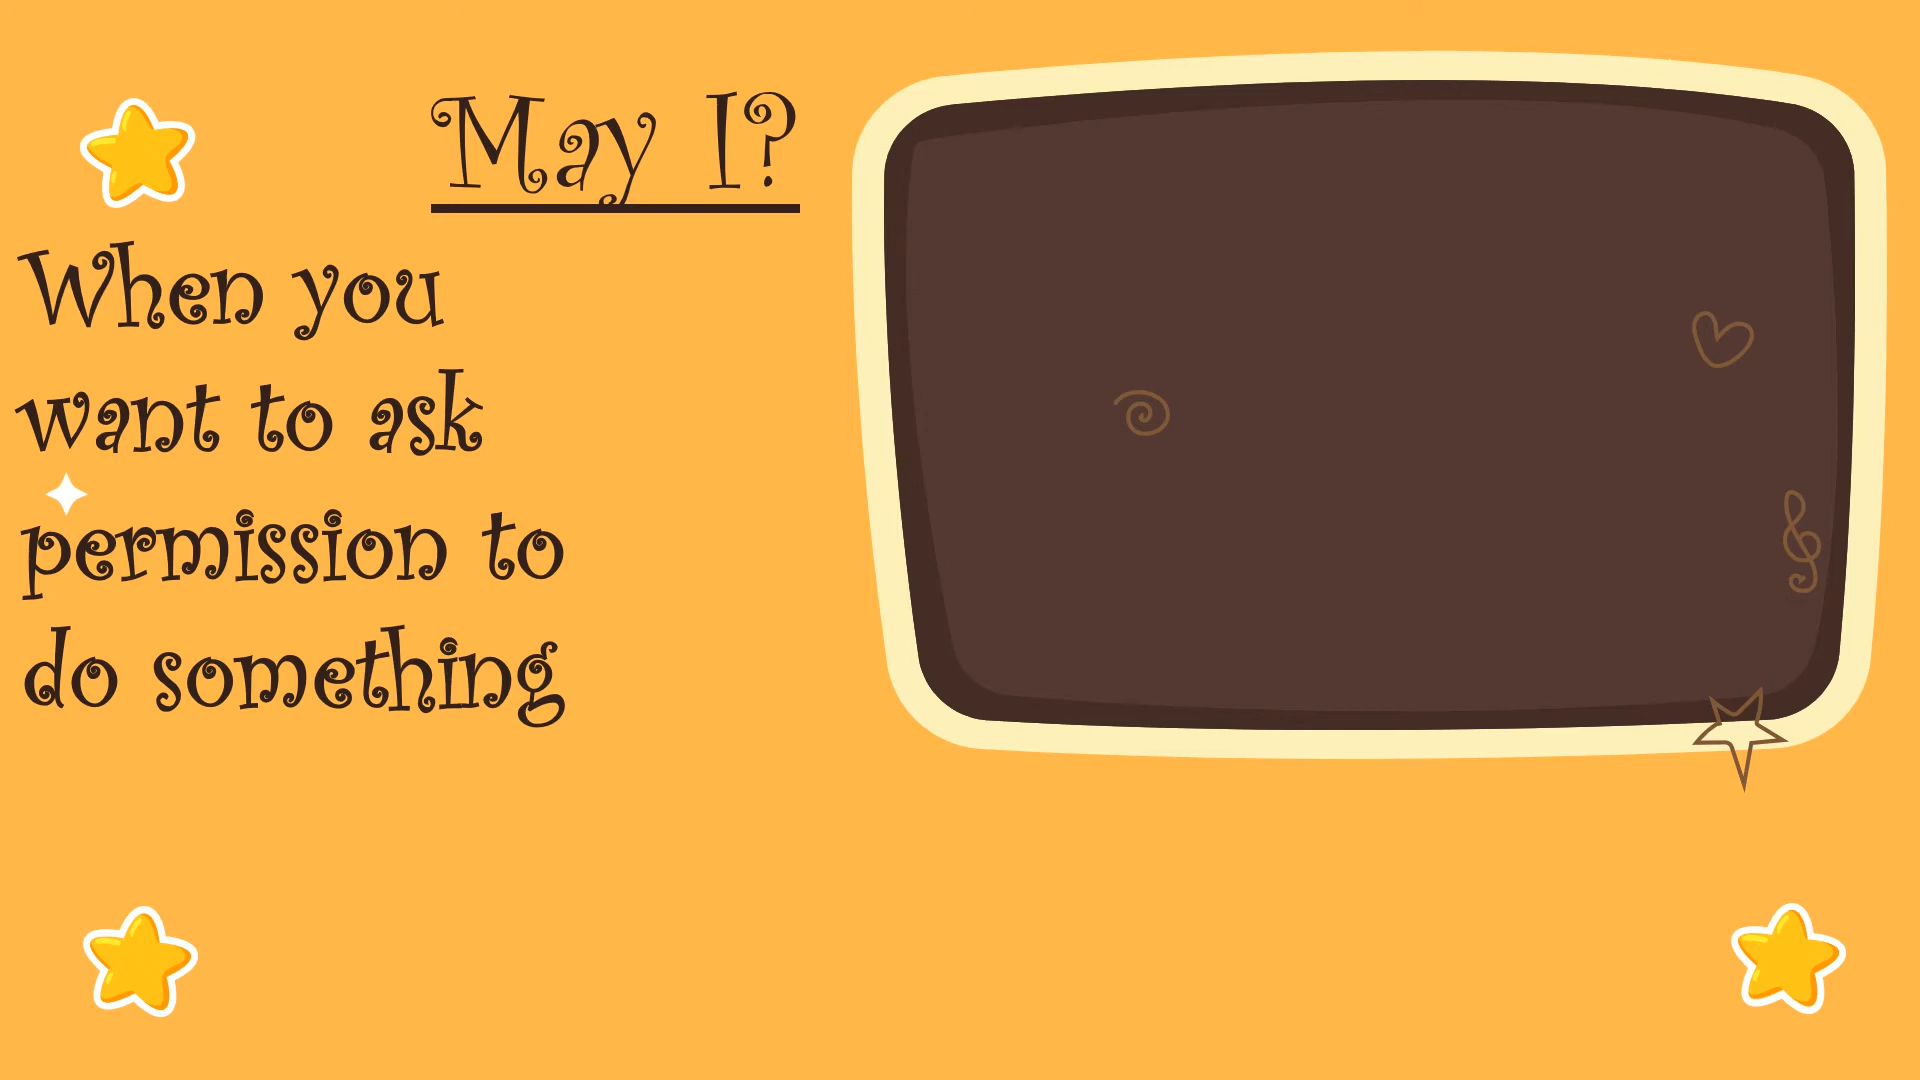 May I?
When you
want to ask
permission to
do something